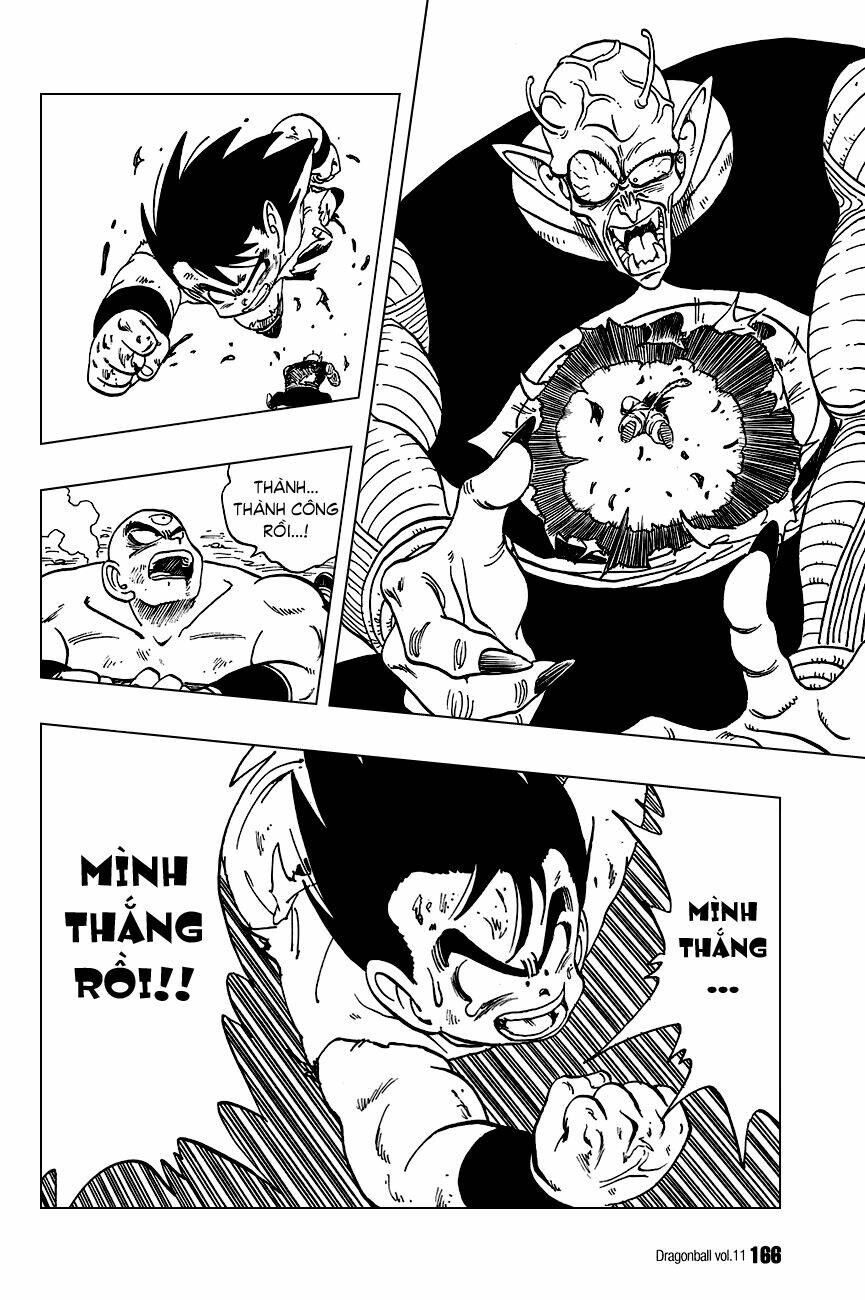 THÀNH...
THÀNH CÔNG
RỒI...!
MÌNH
THẮNG
...
MÌNH
THẮNG
RỒI!!
Dragonball vol.11 166